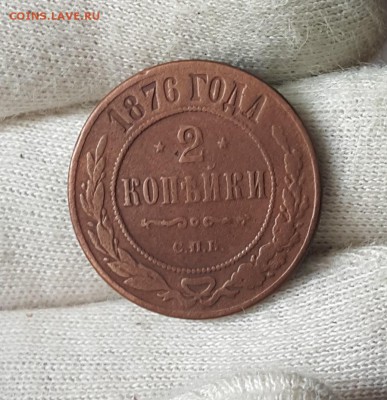 COINS.LAVE.RU
1876 ГОДА
2
КОПѢЙКИ
С.П.Б.